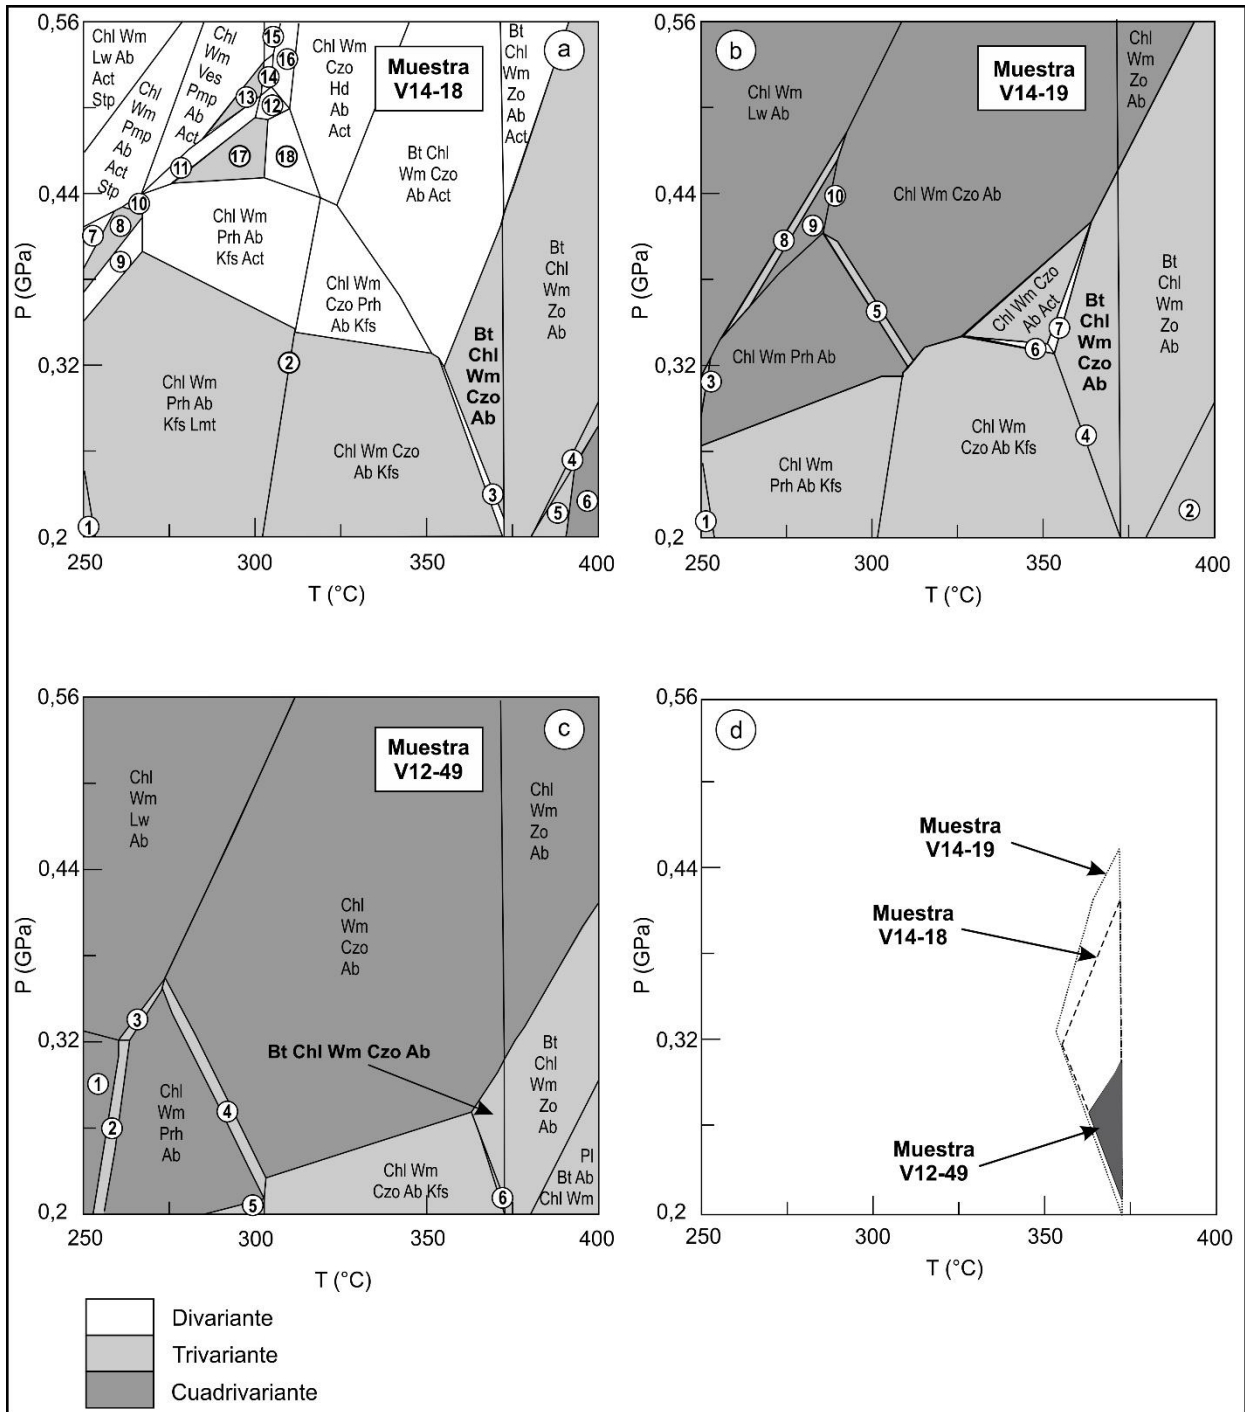 a
Muestra
V14-18
P (GPa)
0,56
0,44
0,32
0,2
250
300
350
400
T (°C)
Chl Wm
Lw Ab
Act
Stp
Chl
Wm
Pmp
Ab
Act
Stp
Chl
Wm
Ves
Pmp
Ab
Act
15
16
14
13
12
11
17
18
10
7
8
9
Chl Wm
Czo
Hd
Ab
Act
Bt
Chl
Wm
Zo
Ab
Act
Bt Chl
Wm Czo
Ab Act
Chl Wm
Prh Ab
Kfs Act
Chl Wm
Czo Prh
Ab Kfs
Bt
Chl
Wm
Zo
Ab
Bt
Chl
Wm
Czo
Ab
2
Chl Wm
Prh Ab
Kfs Lmt
Chl Wm Czo
Ab Kfs
1
3
4
5
6
b
Muestra
V14-19
P (GPa)
0,56
0,44
0,32
0,2
250
300
350
400
T (°C)
Chl Wm
Lw Ab
Chl
Wm
Zo
Ab
Chl Wm Czo Ab
10
9
8
5
Chl Wm Czo
Ab Act
7
6
Bt
Chl
Wm
Czo
Ab
Bt
Chl
Wm
Zo
Ab
Chl Wm Prh Ab
3
Chl Wm
Czo Ab Kfs
4
Chl Wm
Prh Ab Kfs
1
2
c
Muestra
V12-49
P (GPa)
0,56
0,44
0,32
0,2
250
300
350
400
T (°C)
Chl
Wm
Lw
Ab
Chl
Wm
Zo
Ab
Chl
Wm
Czo
Ab
3
1
2
4
Bt Chl Wm Czo Ab
Bt
Chl
Wm
Zo
Ab
Chl
Wm
Prh
Ab
Chl Wm
Czo Ab Kfs
Pl
Bt Ab
Chl Wm
5
6
d
P (GPa)
0,56
0,44
0,32
0,2
250
300
350
400
T (°C)
Muestra
V14-19
Muestra
V14-18
Muestra
V12-49
Divariante
Trivariante
Cuadrivariante